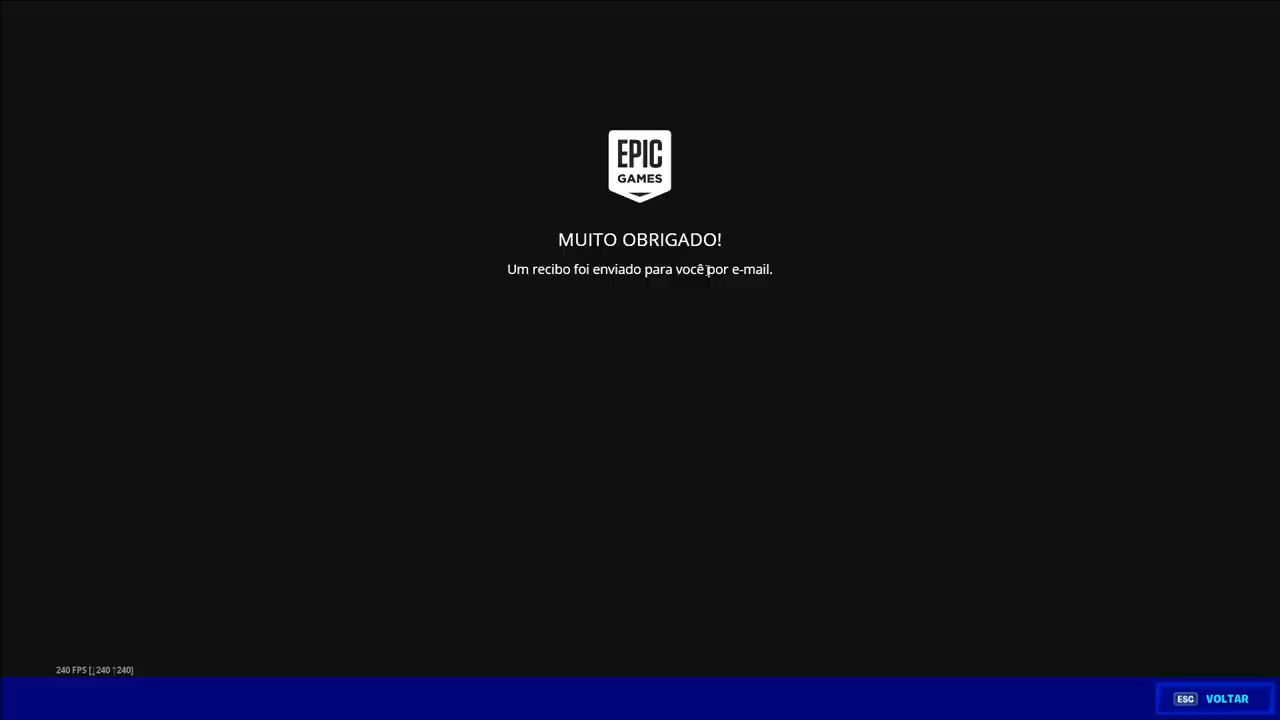 EPIC
GAMES
MUITO OBRIGADO!
Um recibo foi enviado para você por e-mail.
240 FPS [↓240 ↑240]
ESC VOLTAR